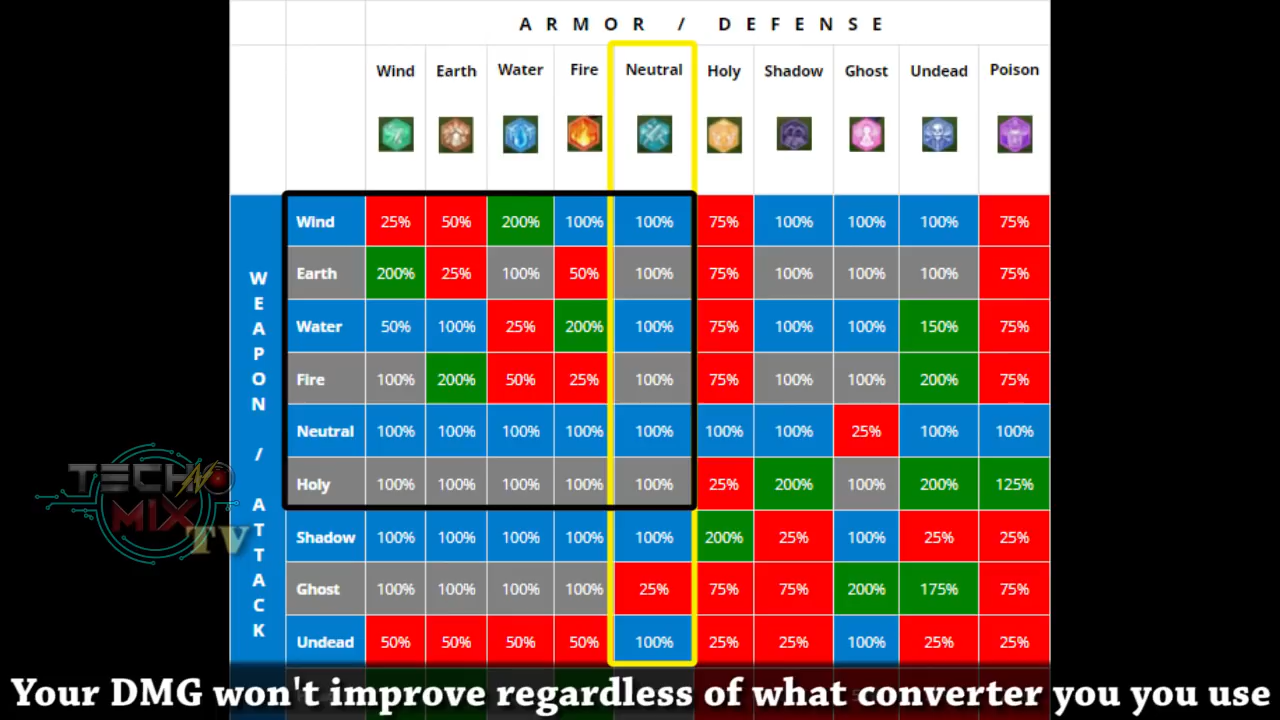 ARMOR / DEFENSE
Wind Earth Water Fire Neutral Holy Shadow Ghost Undead Poison
WEAPON / ATTACK
Wind 25% 50% 200% 100% 100% 75% 100% 100% 100% 75%
Earth 200% 25% 100% 50% 100% 75% 100% 100% 100% 75%
Water 50% 100% 25% 200% 100% 75% 100% 100% 150% 75%
Fire 100% 200% 50% 25% 100% 75% 100% 100% 200% 75%
Neutral 100% 100% 100% 100% 100% 100% 100% 25% 100% 100%
Holy 100% 100% 100% 100% 100% 25% 200% 100% 200% 125%
Shadow 100% 100% 100% 100% 100% 200% 25% 100% 25% 25%
Ghost 100% 100% 100% 100% 25% 75% 75% 200% 175% 75%
Undead 50% 50% 50% 50% 100% 25% 25% 100% 25% 25%
TECHNO
MIX
TV
Your DMG won't improve regardless of what converter you you use